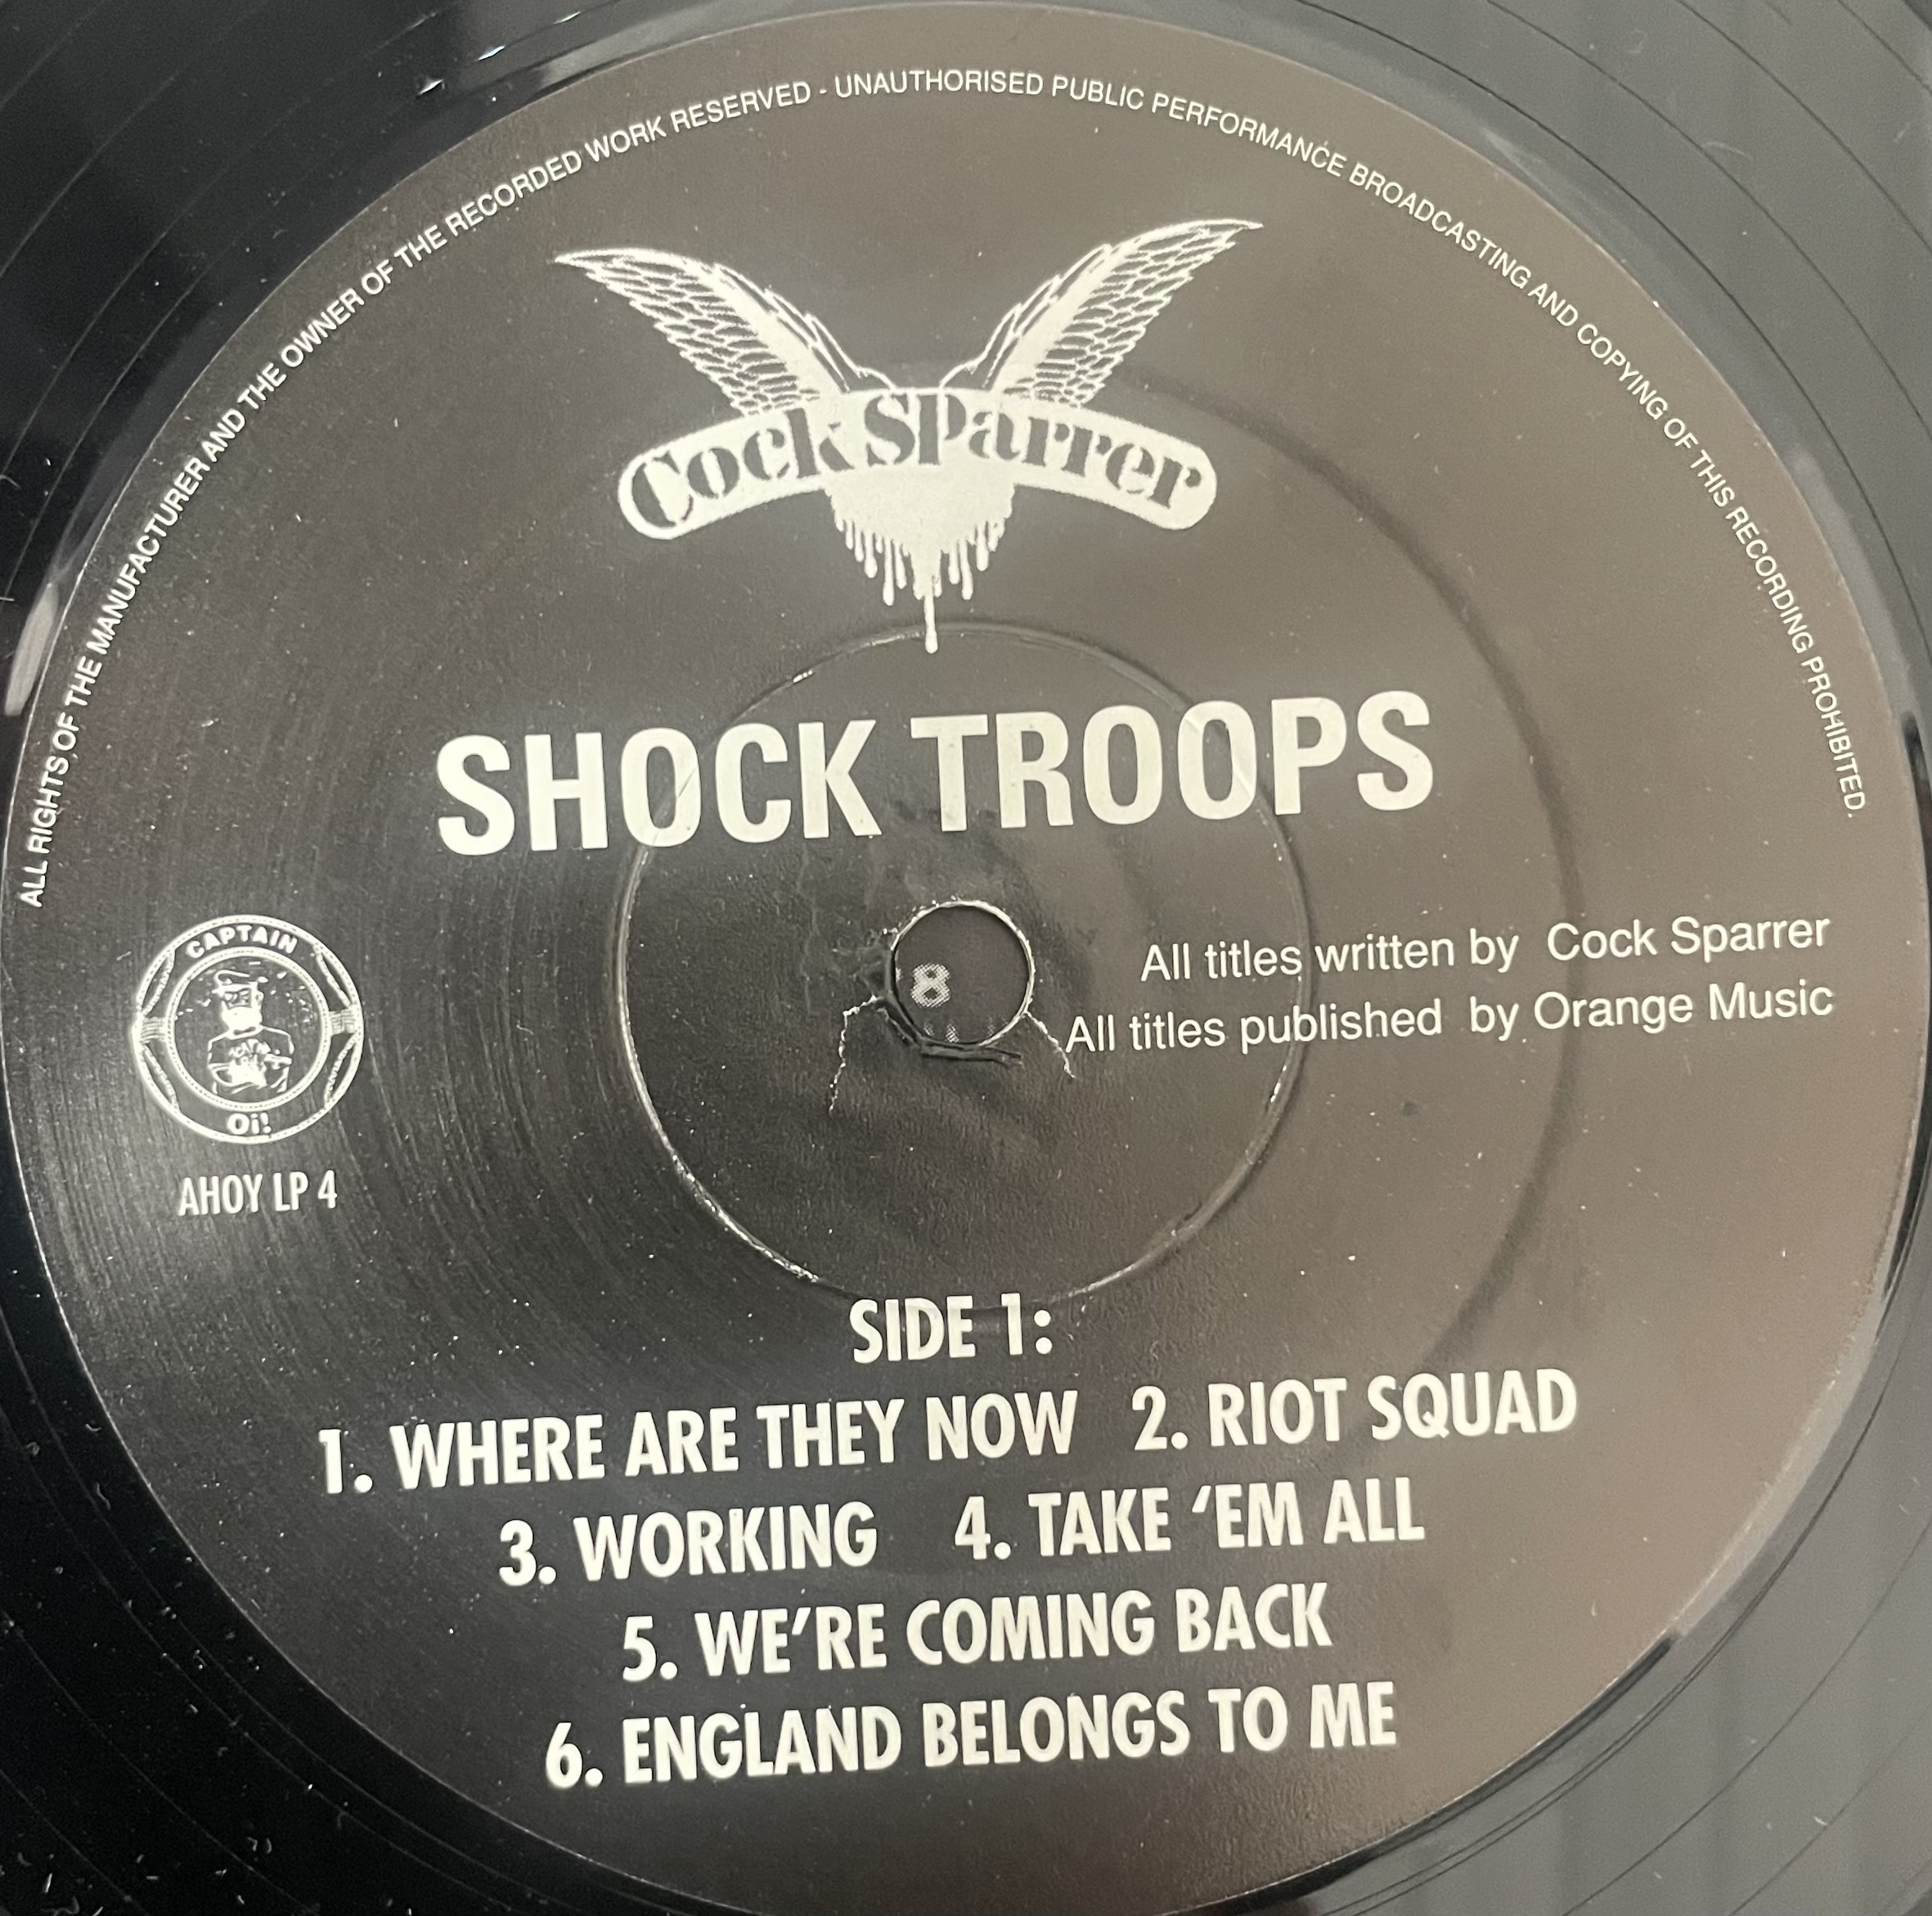 ALL RIGHTS OF THE MANUFACTURER AND THE OWNER OF THE RECORDED WORK RESERVED - UNAUTHORISED PUBLIC PERFORMANCE BROADCASTING AND COPYING OF THIS RECORDING PROHIBITED.
Cock Sparrer
SHOCK TROOPS
All titles written by Cock Sparrer
All titles published by Orange Music
8
CAPTAIN
Oi!
AHOY LP 4
SIDE 1:
1. WHERE ARE THEY NOW 2. RIOT SQUAD
3. WORKING 4. TAKE ‘EM ALL
5. WE’RE COMING BACK
6. ENGLAND BELONGS TO ME